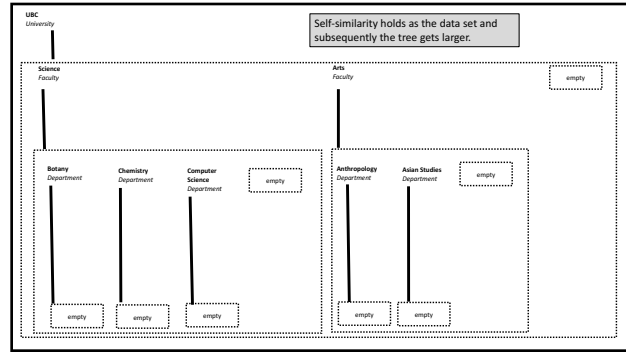 UBC
University
Self-similarity holds as the data set and
subsequently the tree gets larger.
Science
Faculty
Arts
Faculty
empty
Botany
Department
Chemistry
Department
Computer
Science
Department
empty
Anthropology
Department
Asian Studies
Department
empty
empty
empty
empty
empty
empty